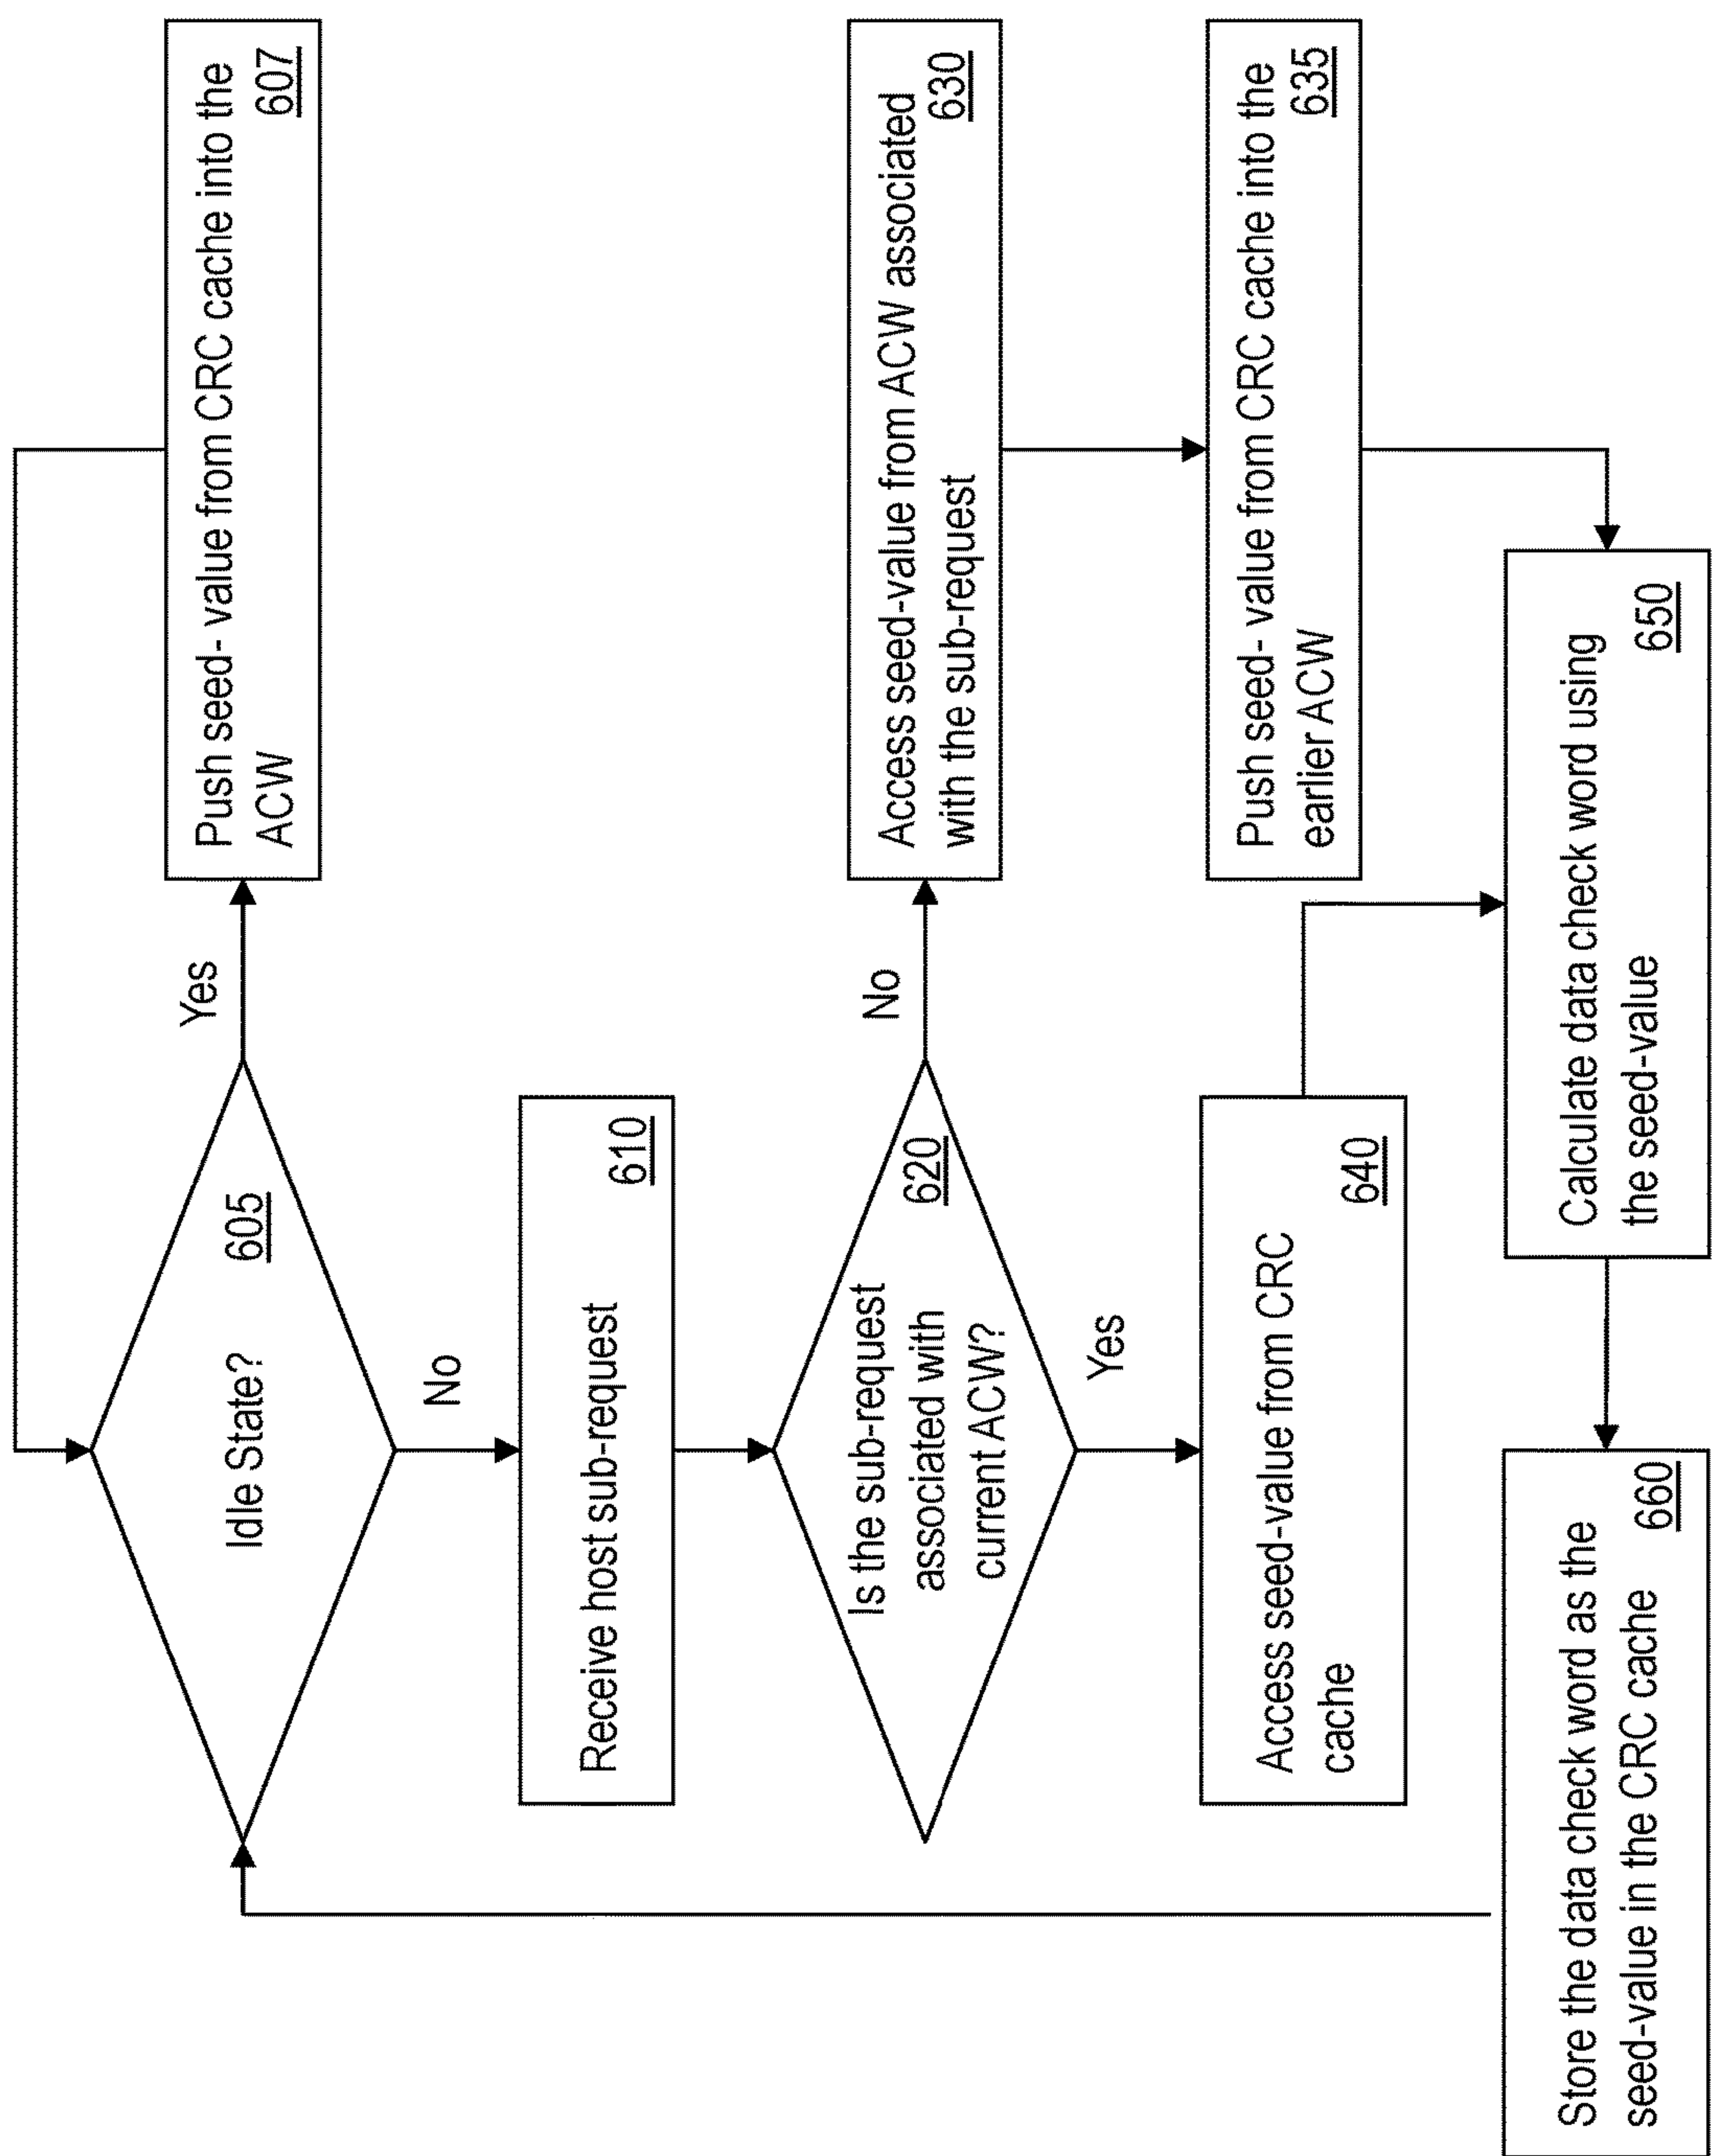 Idle State?
605
Yes
Push seed- value from CRC cache into the
ACW
607
No
Receive host sub-request
610
Is the sub-request
associated with
current ACW?
620
No
Access seed-value from ACW associated
with the sub-request
630
Push seed- value from CRC cache into the
earlier ACW
635
Yes
Access seed-value from CRC
cache
640
Calculate data check word using
the seed-value
650
Store the data check word as the
seed-value in the CRC cache
660